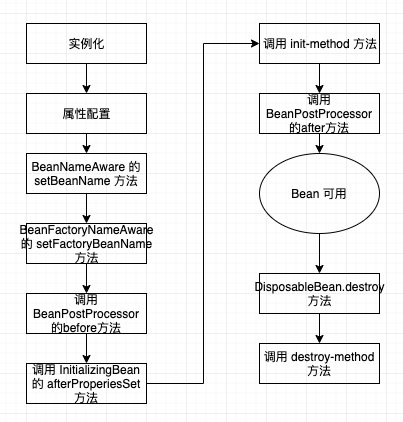 实例化
属性配置
BeanNameAware 的
setBeanName 方法
BeanFactoryNameAware
的 setFactoryBeanName
方法
调用
BeanPostProcessor
的before方法
调用 InitializingBean
的 afterProperiesSet
方法
调用 init-method 方法
调用
BeanPostProcessor
的after方法
Bean 可用
DisposableBean.destroy
方法
调用 destroy-method
方法